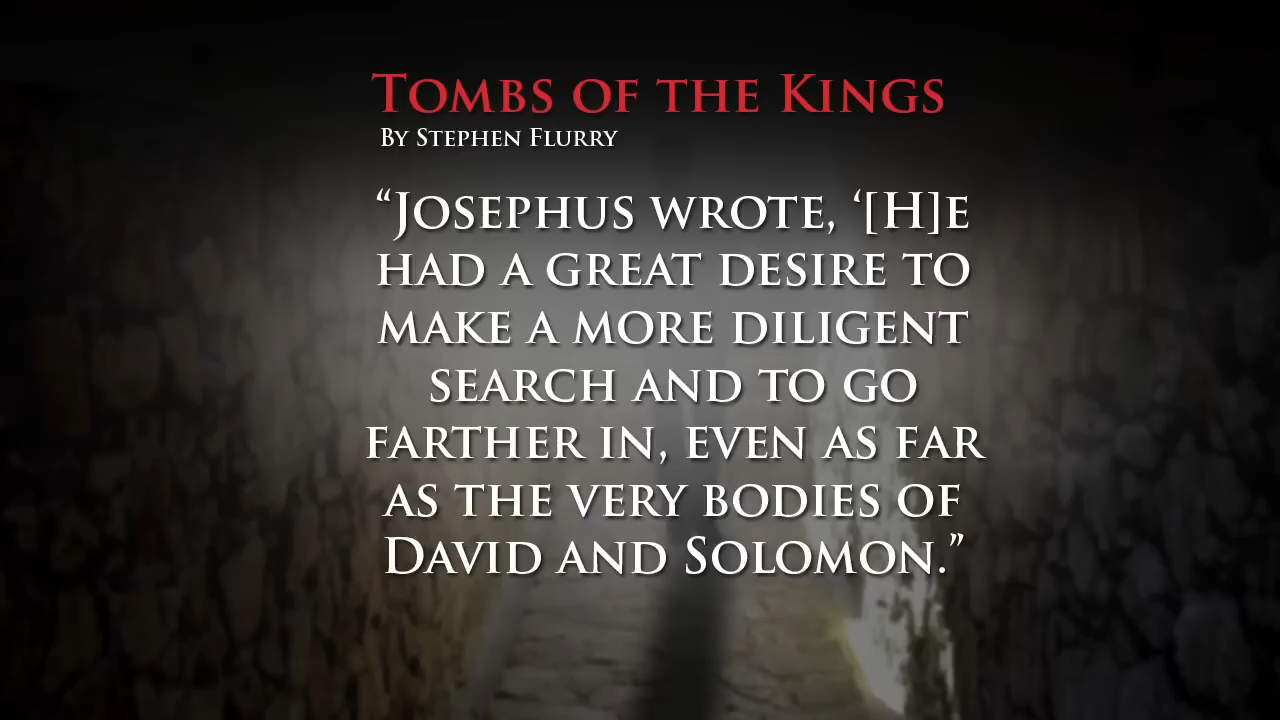 Tombs of the Kings
By Stephen Flurry
“Josephus wrote, ‘[H]e
had a great desire to
make a more diligent
search and to go
farther in, even as far
as the very bodies of
David and Solomon.”